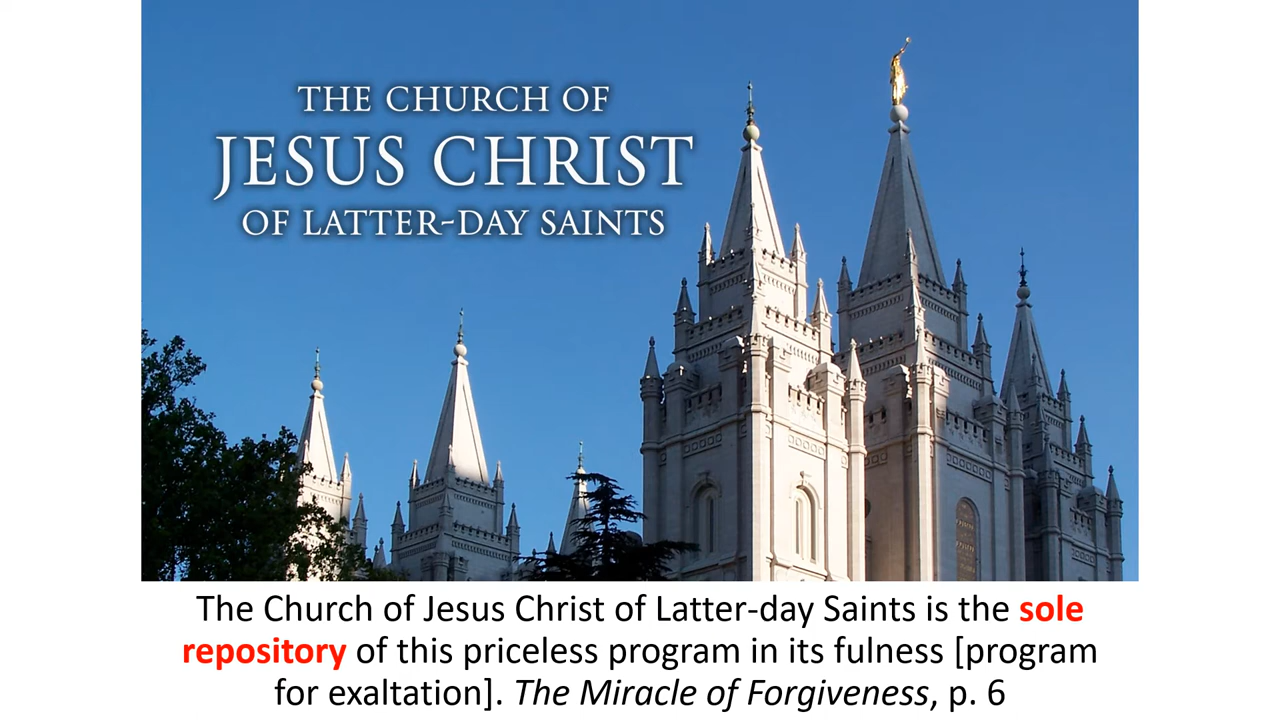 THE CHURCH OF
JESUS CHRIST
OF LATTER-DAY SAINTS
The Church of Jesus Christ of Latter-day Saints is the sole
repository of this priceless program in its fulness [program
for exaltation]. The Miracle of Forgiveness, p. 6